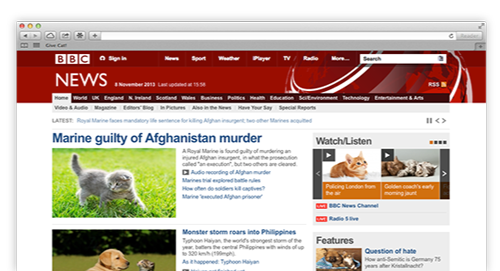 Reader
Give Cat!
BBC Sign in News Sport Weather iPlayer TV Radio More... Search
NEWS
8 November 2013 Last updated at 15:56
RSS
Home World UK England N. Ireland Scotland Wales Business Politics Health Education Sci/Environment Technology Entertainment & Arts
Video & Audio Magazine Editors' Blog In Pictures Also in the News Have Your Say Special Reports
LATEST: Royal Marine faces mandatory life sentence for killing Afghan insurgent, two other Marines acquitted
Marine guilty of Afghanistan murder
A Royal Marine is found guilty of murdering an
injured Afghan insurgent, in what the prosecution
called "an execution", but two others are cleared.
Audio recording of Afghan murder
Marines trial explored battle rules
How often do soldiers kill captives?
Marine 'executed Afghan prisoner'
Monster storm roars into Philippines
Typhoon Haiyan, the world's strongest storm of the
year, batters the central Philippines with winds of up
to 320 km/h (199mph).
As it happened: Typhoon Haiyan
Watch/Listen
Policing London from
the air
Golden coach's early
morning punt
LIVE BBC News Channel
LIVE Radio 5 live
Features
Question of hate
How anti-Semitic is Germany 75
years after Kristallnacht?